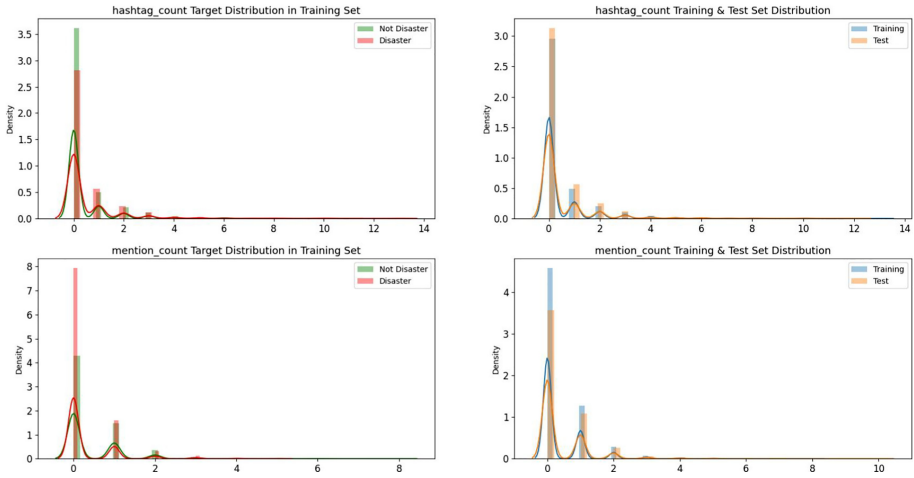 hashtag_count Target Distribution in Training Set
Not Disaster
Disaster
Density
3.5
3.0
2.5
2.0
1.5
1.0
0.5
0.0
0 2 4 6 8 10 12 14
hashtag_count Training & Test Set Distribution
Training
Test
Density
3.0
2.5
2.0
1.5
1.0
0.5
0.0
0 2 4 6 8 10 12 14
mention_count Target Distribution in Training Set
Not Disaster
Disaster
Density
8
7
6
5
4
3
2
1
0
0 2 4 6 8
mention_count Training & Test Set Distribution
Training
Test
Density
4
3
2
1
0
0 2 4 6 8 10